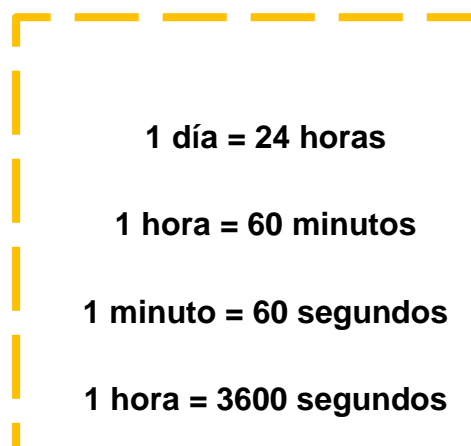 1 día = 24 horas
1 hora = 60 minutos
1 minuto = 60 segundos
1 hora = 3600 segundos